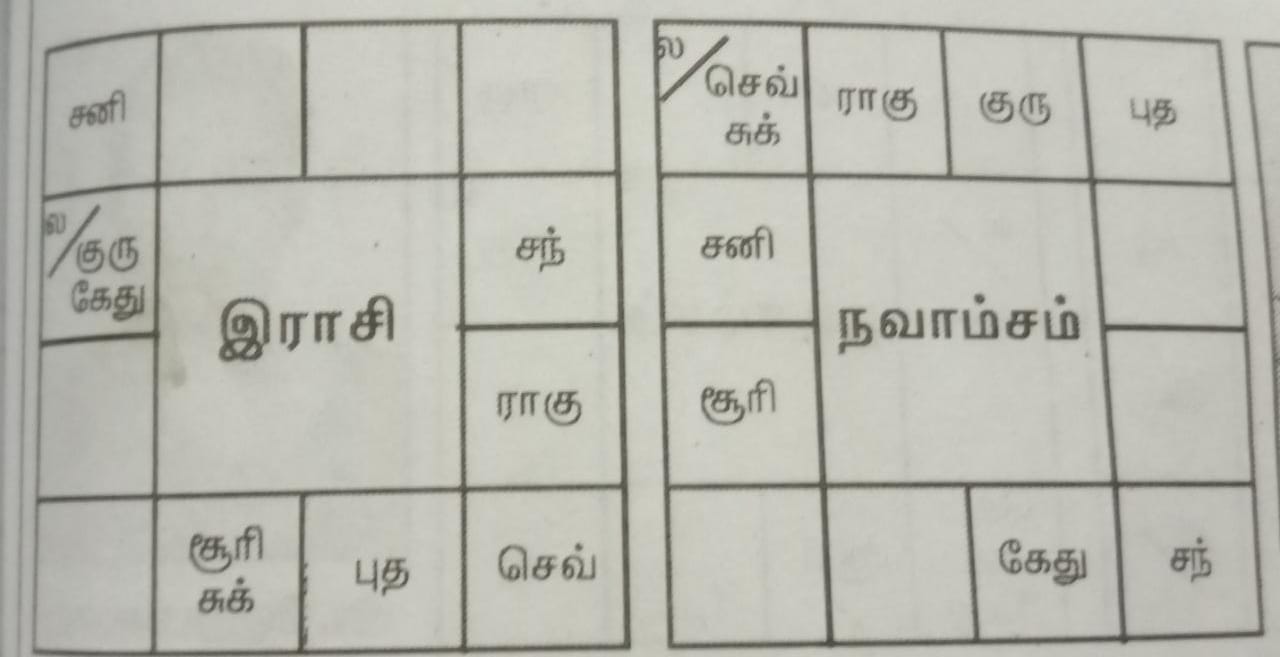 சனி
ல/குரு
கேது
இராசி
சந்
ராகு
சூரி
சுக்
புத
செவ்
ல/செவ்
சுக்
ராகு
குரு
புத
சனி
நவாம்சம்
சூரி
கேது
சந்